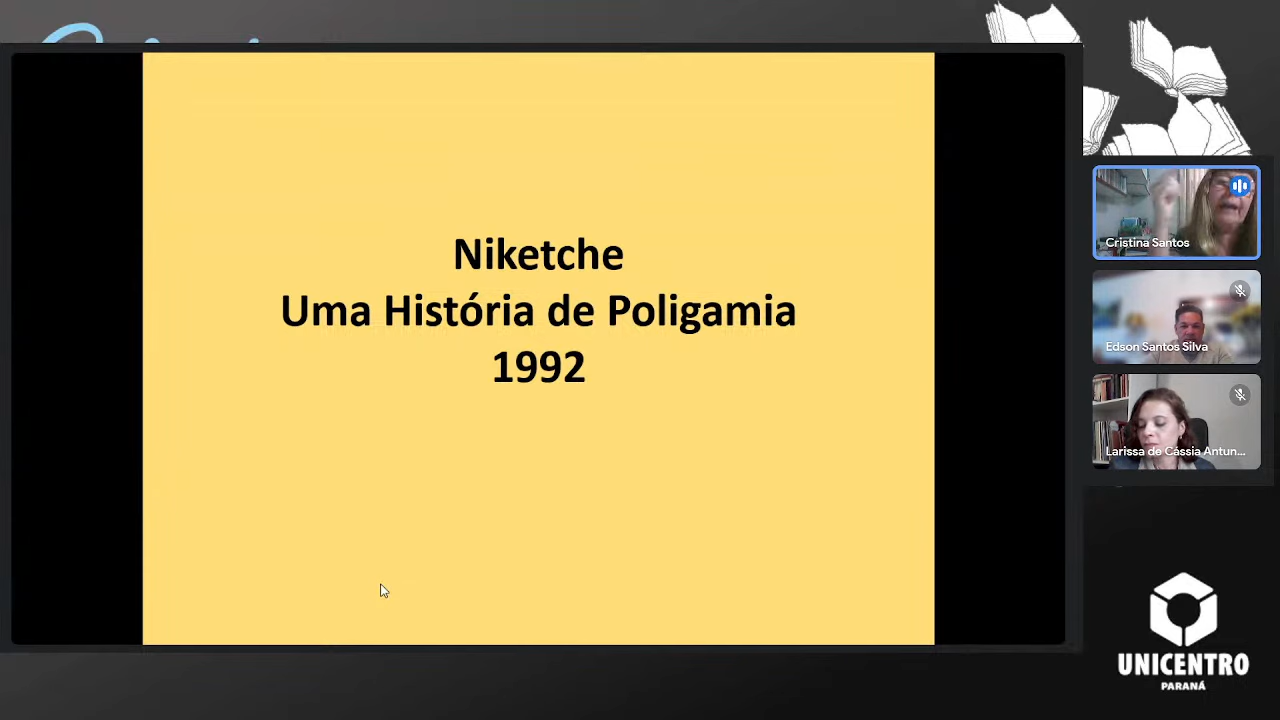 Niketche
Uma História de Poligamia
1992
Cristina Santos
Edson Santos Silva
Larissa de Cássia Antun...
UNICENTRO
PARANÁ